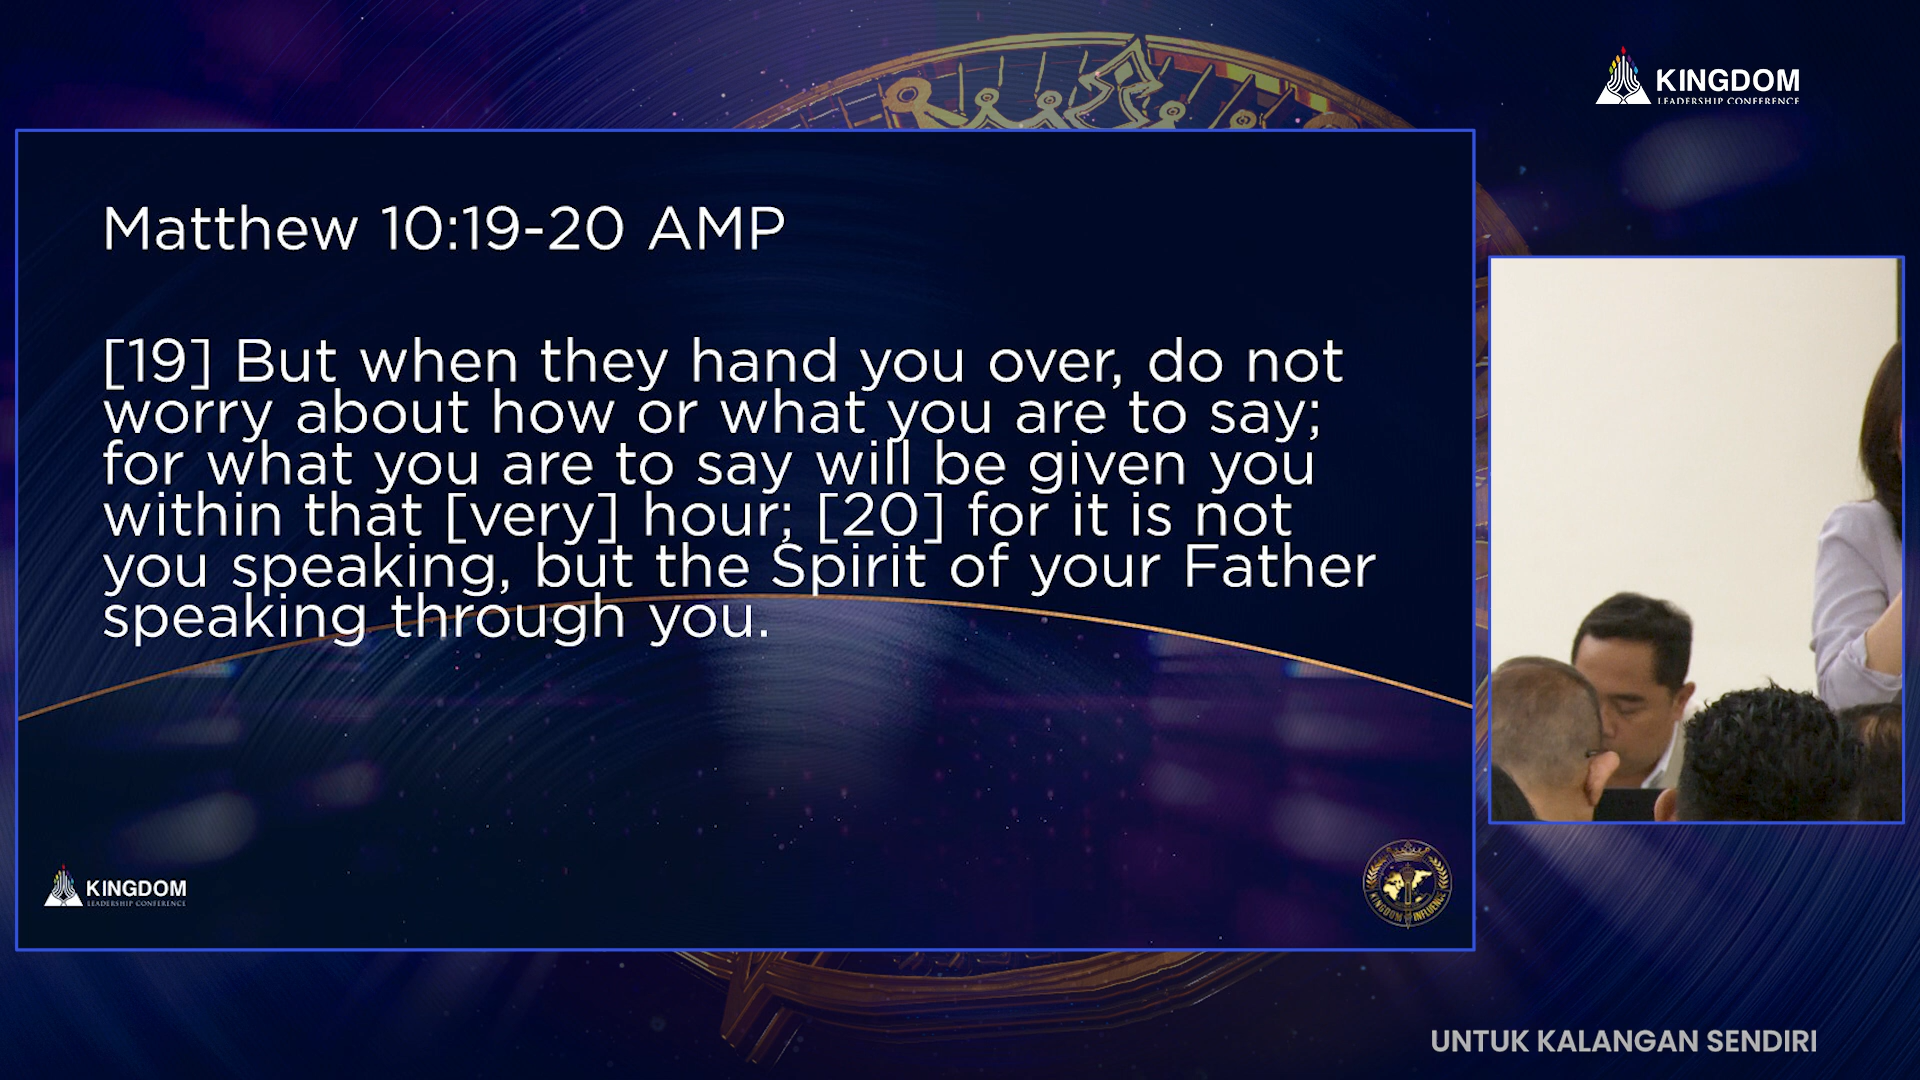 KINGDOM
LEADERSHIP CONFERENCE
Matthew 10:19-20 AMP
[19] But when they hand you over, do not
worry about how or what you are to say;
for what you are to say will be given you
within that [very] hour; [20] for it is not
you speaking, but the Spirit of your Father
speaking through you.
KINGDOM
LEADERSHIP CONFERENCE
KINGDOM INFLUENCE
UNTUK KALANGAN SENDIRI